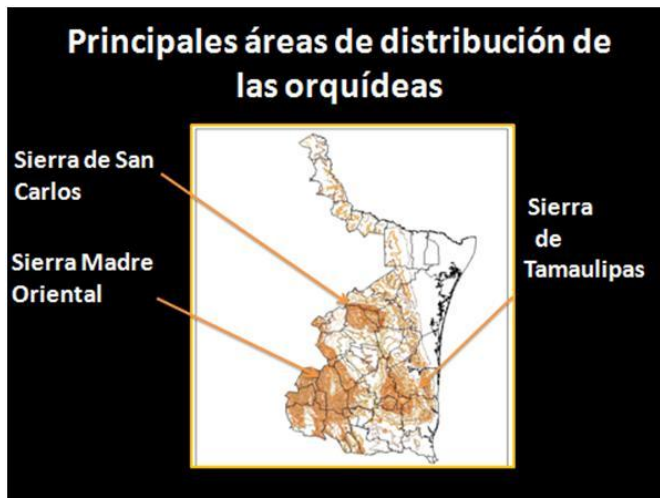 Principales áreas de distribución de
las orquídeas
Sierra de San
Carlos
Sierra Madre
Oriental
Sierra
de
Tamaulipas